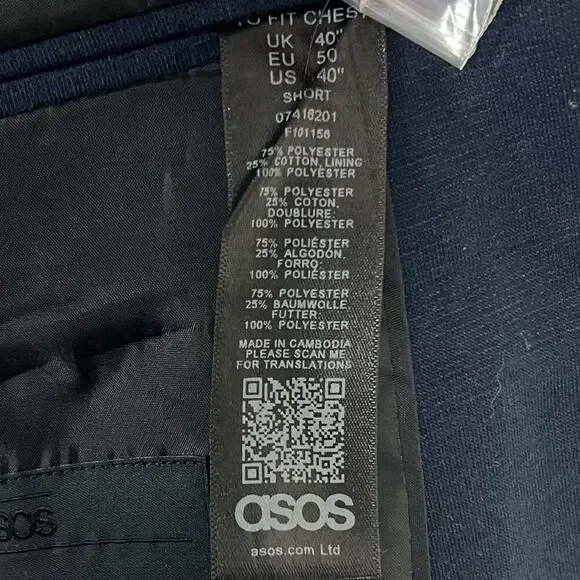 TO FIT CHEST
UK 40"
EU 50
US 40"
SHORT
07416201
F101156
75% POLYESTER
25% COTTON, LINING
100% POLYESTER
75% POLYESTER
25% COTON,
DOUBLURE:
100% POLYESTER
75% POLIÉSTER
25% ALGODÓN,
FORRO:
100% POLIÉSTER
75% POLYESTER
25% BAUMWOLLE,
FUTTER:
100% POLYESTER
MADE IN CAMBODIA
PLEASE SCAN ME
FOR TRANSLATIONS
asos
asos.com Ltd
asos